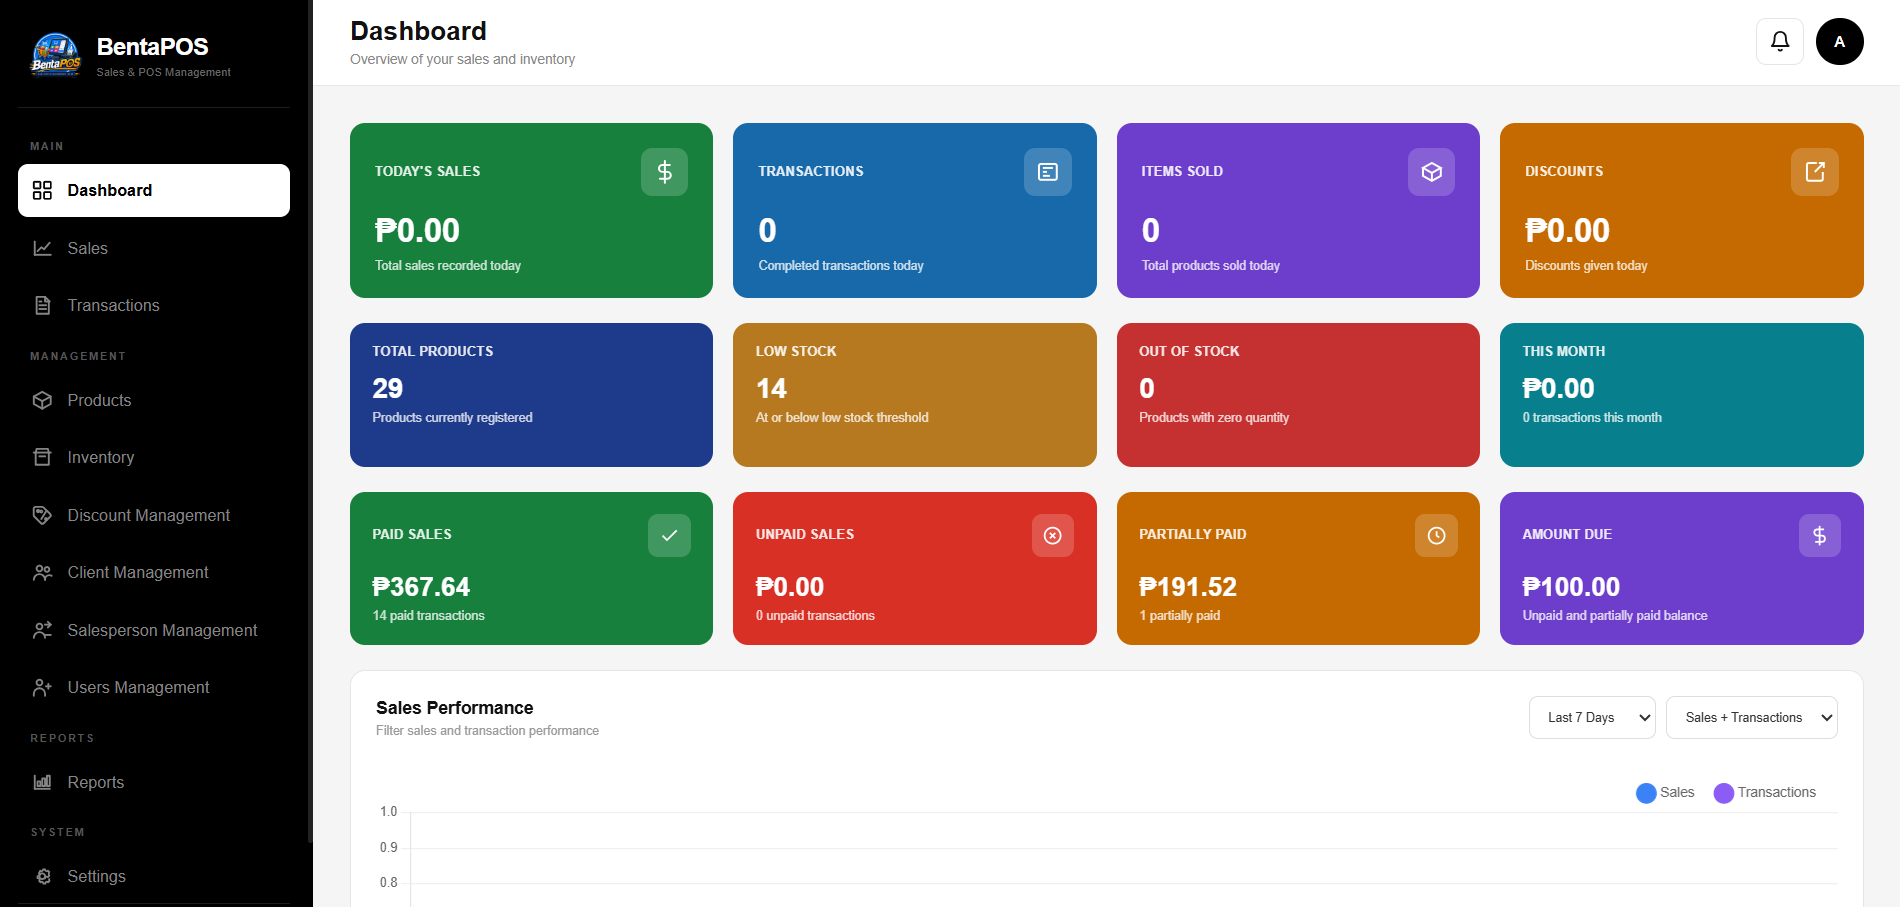 BentaPOS
BentaPOS
Sales & POS Management
MAIN
Dashboard
Sales
Transactions
MANAGEMENT
Products
Inventory
Discount Management
Client Management
Salesperson Management
Users Management
REPORTS
Reports
SYSTEM
Settings
Dashboard
Overview of your sales and inventory
A
TODAY'S SALES
₱0.00
Total sales recorded today
TRANSACTIONS
0
Completed transactions today
ITEMS SOLD
0
Total products sold today
DISCOUNTS
₱0.00
Discounts given today
TOTAL PRODUCTS
29
Products currently registered
LOW STOCK
14
At or below low stock threshold
OUT OF STOCK
0
Products with zero quantity
THIS MONTH
₱0.00
0 transactions this month
PAID SALES
₱367.64
14 paid transactions
UNPAID SALES
₱0.00
0 unpaid transactions
PARTIALLY PAID
₱191.52
1 partially paid
AMOUNT DUE
₱100.00
Unpaid and partially paid balance
Sales Performance
Filter sales and transaction performance
Last 7 Days
Sales + Transactions
Sales
Transactions
1.0
0.9
0.8